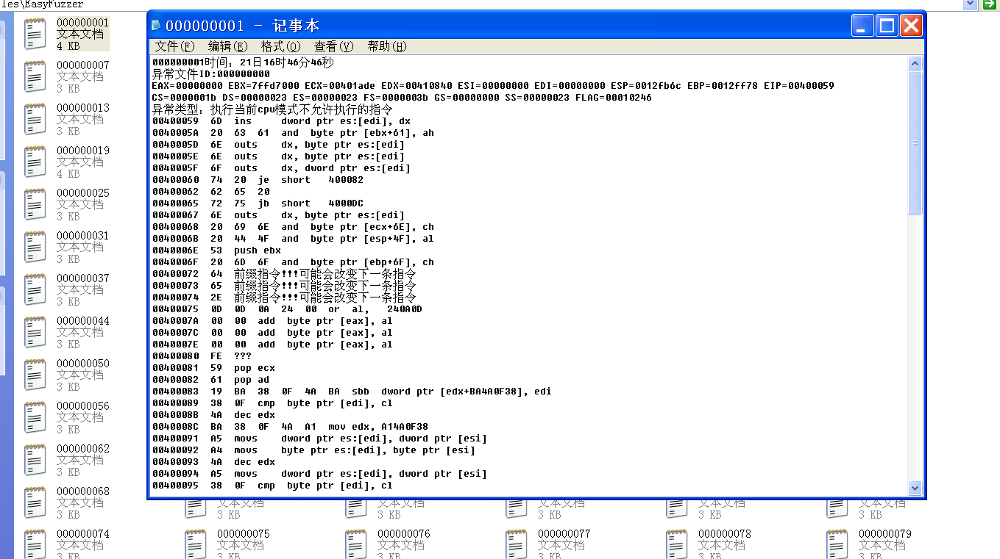 les\EasyFuzzer
000000001 - 记事本
文件(F) 编辑(E) 格式(O) 查看(V) 帮助(H)
000000001时间: 21日16时46分46秒
异常文件ID:000000000
EAX=00000000 EBX=7ffd7000 ECX=00401ade EDX=00410840 ESI=00000000 EDI=00000000 ESP=0012fb6c EBP=0012ff78 EIP=00400059
CS=0000001b DS=00000023 ES=00000023 FS=0000003b GS=00000000 SS=00000023 FLAG=00010246
异常类型: 执行当前cpu模式不允许执行的指令
00400059 6D ins dword ptr es:[edi], dx
0040005A 20 63 61 and byte ptr [ebx+61], ah
0040005D 6E outs dx, byte ptr es:[edi]
0040005E 6E outs dx, byte ptr es:[edi]
0040005F 6F outs dx, dword ptr es:[edi]
00400060 74 20 je short 400082
00400062 62 65 20
00400065 72 75 jb short 4000DC
00400067 6E outs dx, byte ptr es:[edi]
00400068 20 69 6E and byte ptr [ecx+6E], ch
0040006B 20 44 4F and byte ptr [esp+4F], al
0040006E 53 push ebx
0040006F 20 6D 6F and byte ptr [ebp+6F], ch
00400072 64 前缀指令!!!可能会改变下一条指令
00400073 65 前缀指令!!!可能会改变下一条指令
00400074 2E 前缀指令!!!可能会改变下一条指令
00400075 0D 0D 0A 24 00 or al, 240A0D
0040007A 00 00 add byte ptr [eax], al
0040007C 00 00 add byte ptr [eax], al
0040007E 00 00 add byte ptr [eax], al
00400080 FE ???
00400081 59 pop ecx
00400082 61 pop ad
00400083 19 BA 38 0F 4A BA sbb dword ptr [edx+BA4A0F38], edi
00400089 38 0F cmp byte ptr [edi], cl
0040008B 4A dec edx
0040008C BA 38 0F 4A A1 mov edx, A14A0F38
00400091 A5 movs dword ptr es:[edi], dword ptr [esi]
00400092 A4 movs byte ptr es:[edi], byte ptr [esi]
00400093 4A dec edx
00400094 A5 movs dword ptr es:[edi], dword ptr [esi]
00400095 38 0F cmp byte ptr [edi], cl
000000001
文本文档
4 KB
000000007
文本文档
3 KB
000000013
文本文档
3 KB
000000019
文本文档
4 KB
000000025
文本文档
3 KB
000000031
文本文档
3 KB
000000037
文本文档
3 KB
000000044
文本文档
3 KB
000000050
文本文档
3 KB
000000056
文本文档
3 KB
000000062
文本文档
3 KB
000000068
文本文档
3 KB
文本文档
3 KB
文本文档
3 KB
文本文档
3 KB
文本文档
3 KB
文本文档
3 KB
000000074
文本文档
3 KB
000000075
文本文档
3 KB
000000076
文本文档
3 KB
000000077
文本文档
3 KB
000000078
文本文档
3 KB
000000079
文本文档
3 KB